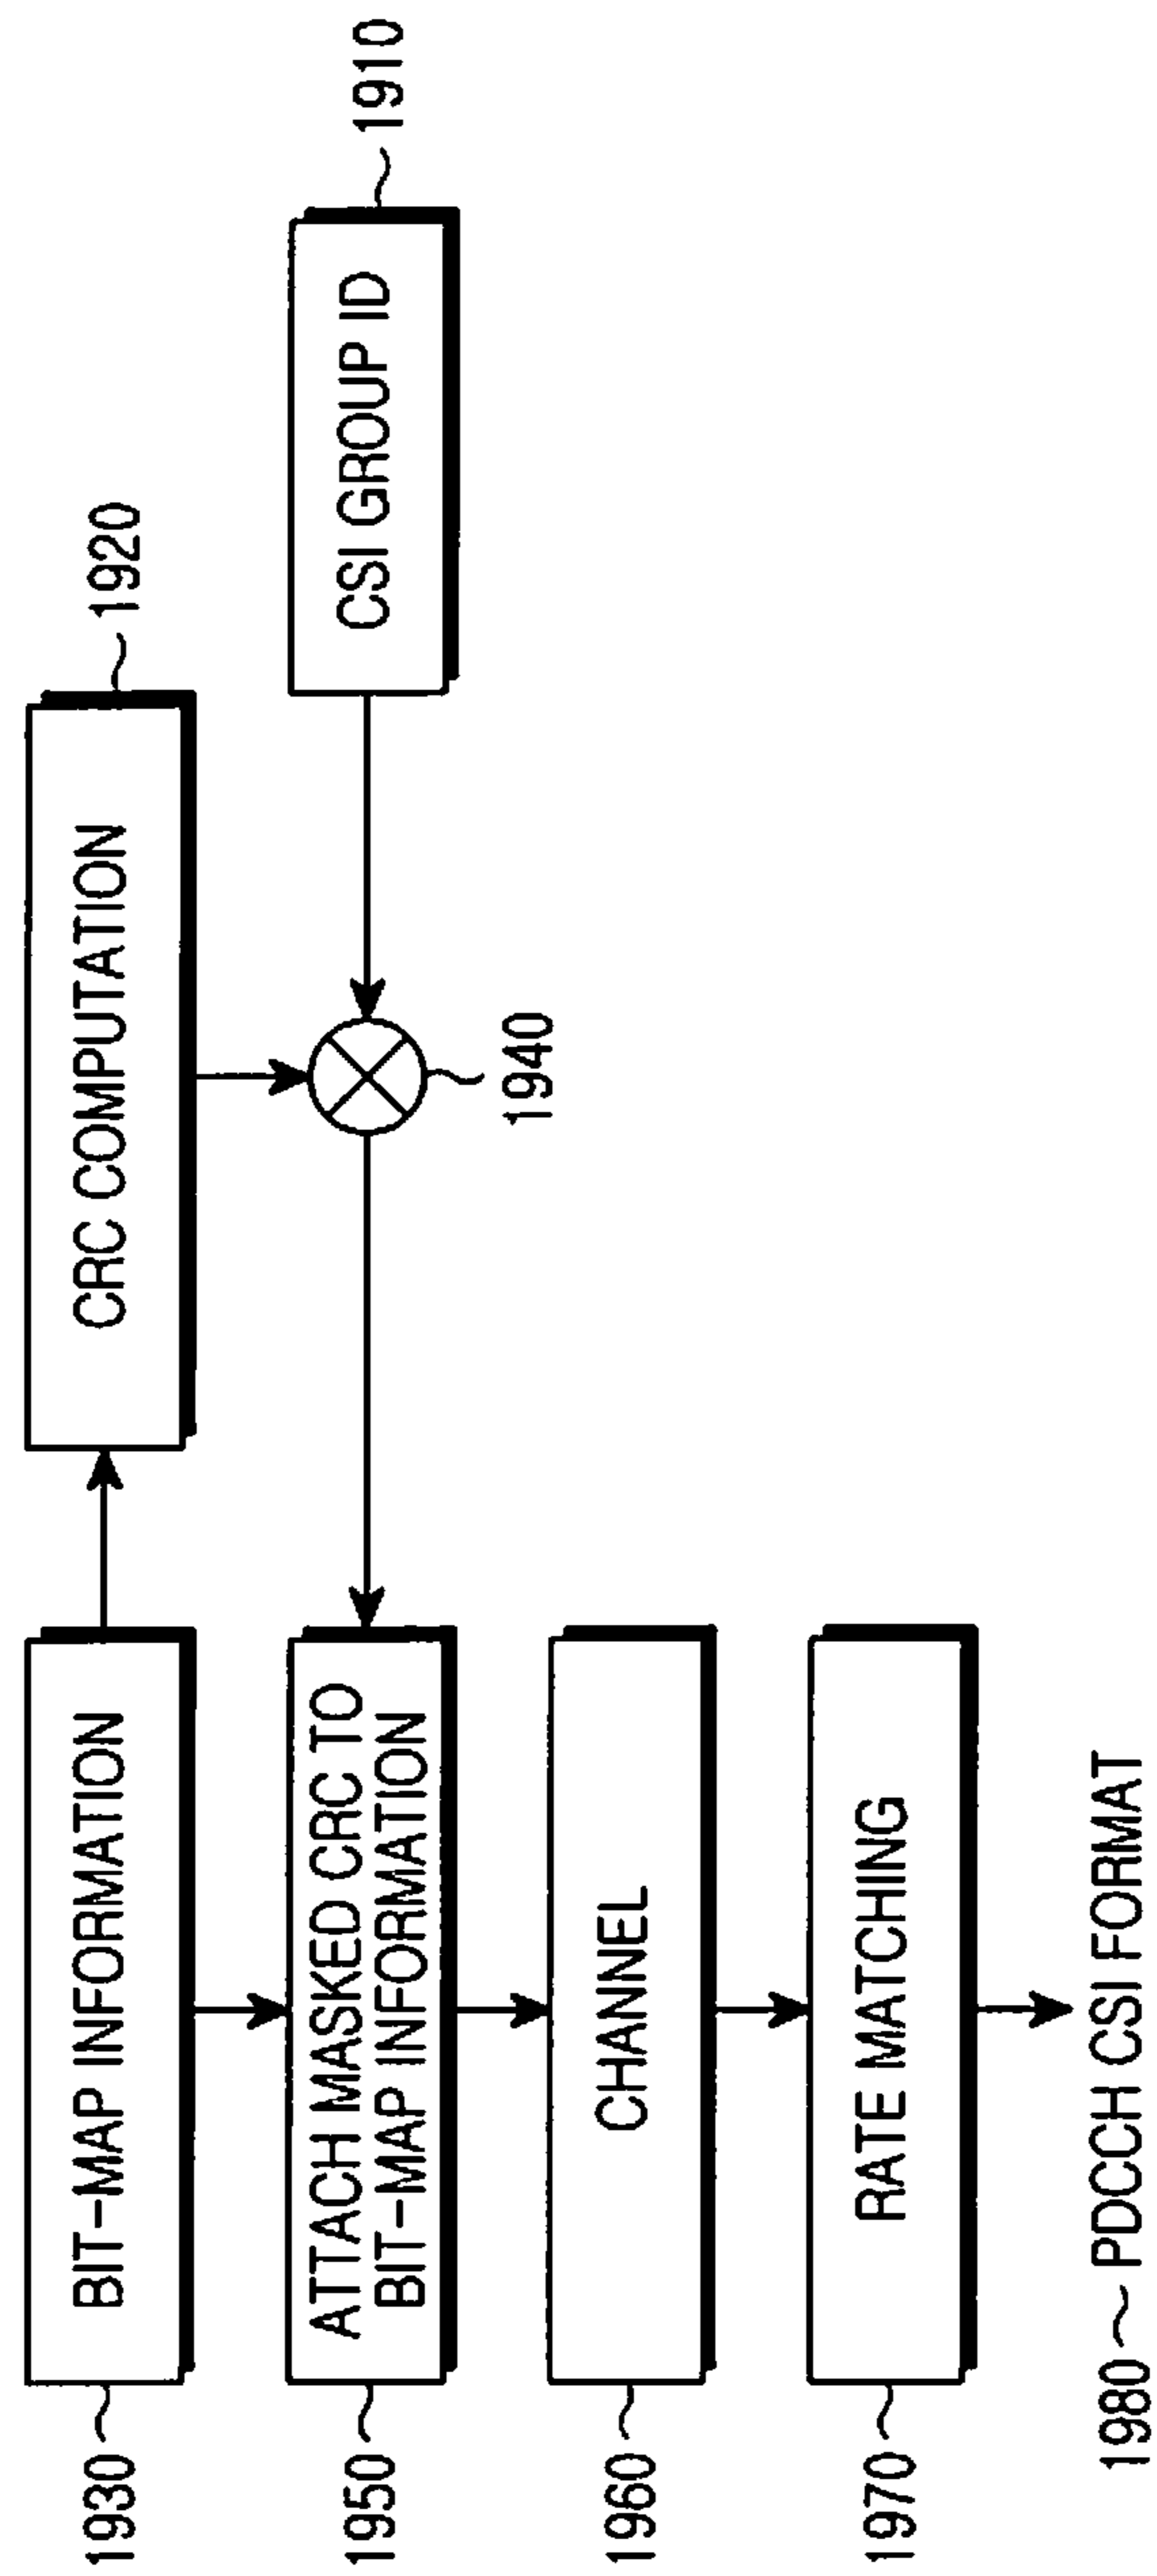 1930
BIT-MAP INFORMATION
CRC COMPUTATION
1920
1950
ATTACH MASKED CRC TO
BIT-MAP INFORMATION
1940
CSI GROUP ID
1910
1960
CHANNEL
1970
RATE MATCHING
1980
PDCCH CSI FORMAT